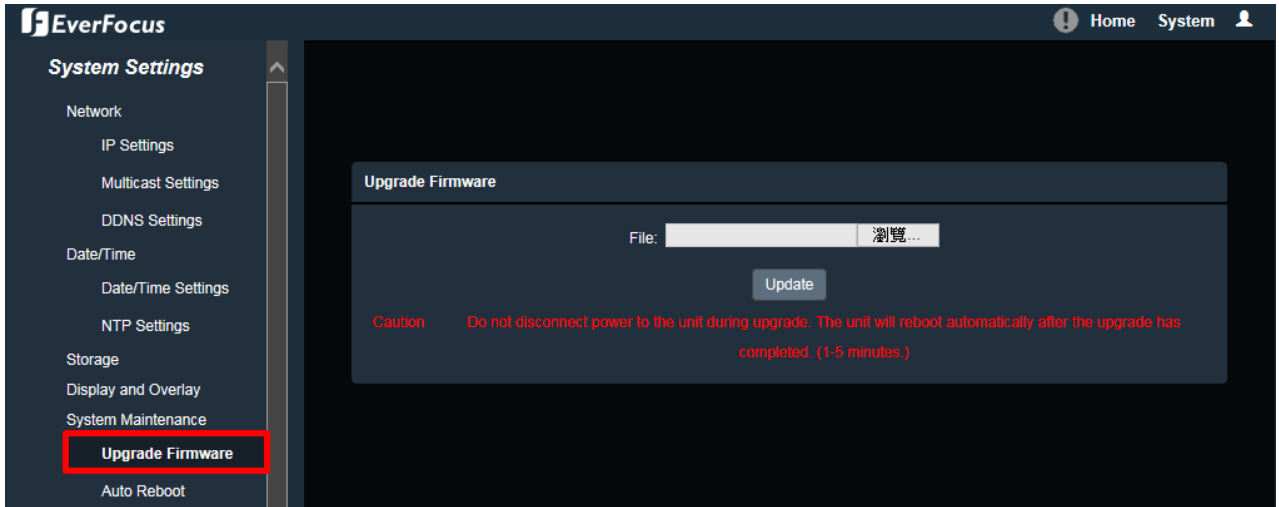 EverFocus
Home System
System Settings
Network
IP Settings
Multicast Settings
DDNS Settings
Date/Time
Date/Time Settings
NTP Settings
Storage
Display and Overlay
System Maintenance
Upgrade Firmware
Auto Reboot
Upgrade Firmware
File: 瀏覽...
Update
Caution Do not disconnect power to the unit during upgrade. The unit will reboot automatically after the upgrade has
completed. (1-5 minutes.)